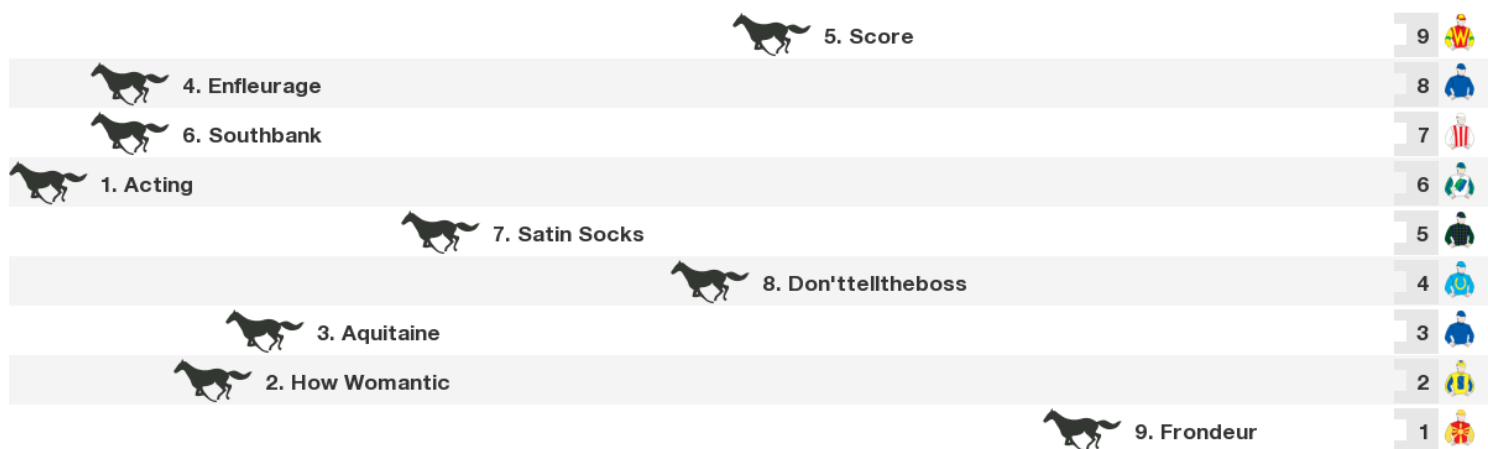 5. Score 9
4. Enfleurage 8
6. Southbank 7
1. Acting 6
7. Satin Socks 5
8. Don'ttelltheboss 4
3. Aquitaine 3
2. How Womantic 2
9. Frondeur 1
W